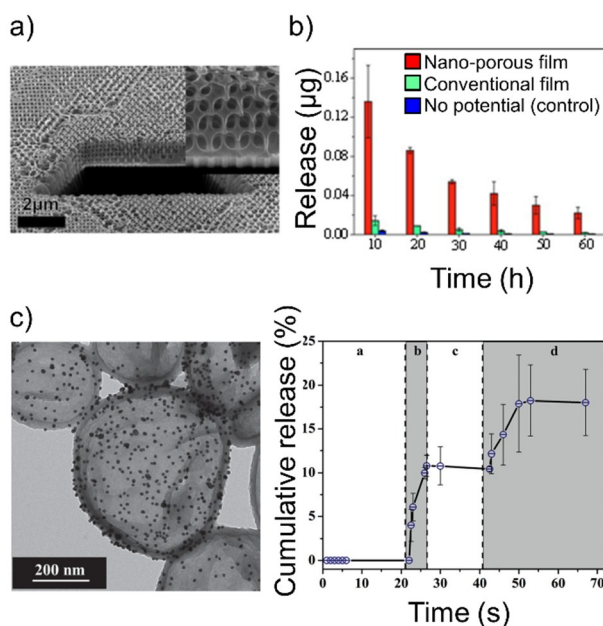 a)
2µm
b)
Nano-porous film
Conventional film
No potential (control)
Release (µg)
0.16
0.12
0.08
0.04
0.00
10 20 30 40 50 60
Time (h)
c)
200 nm
Cumulative release (%)
25
20
15
10
5
0
a b c d
0 10 20 30 40 50 60 70
Time (s)